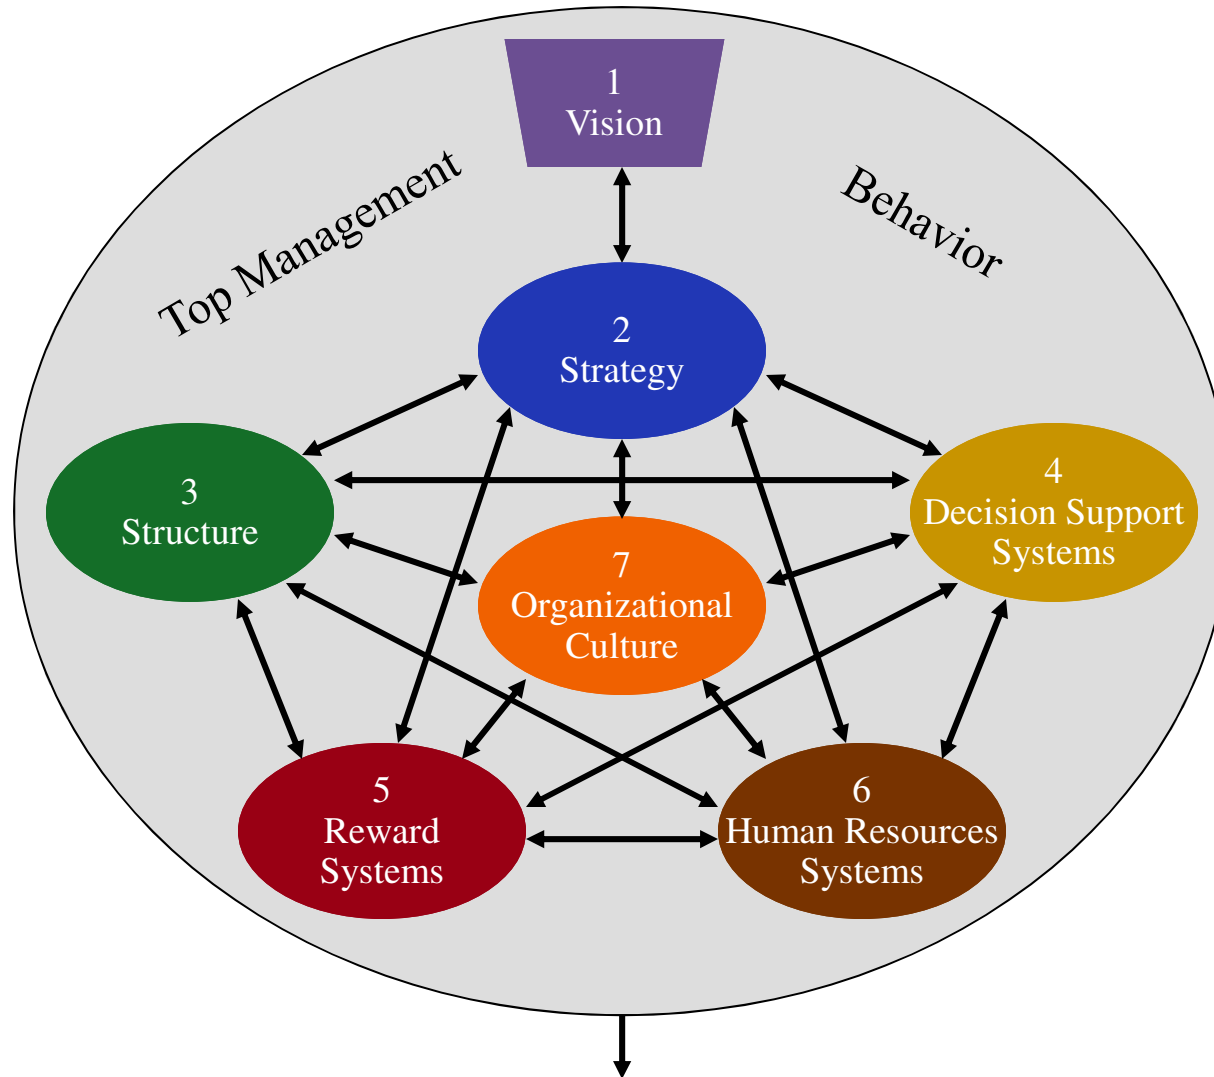 1
Vision
Top Management
Behavior
2
Strategy
3
Structure
4
Decision Support
Systems
7
Organizational
Culture
5
Reward
Systems
6
Human Resources
Systems